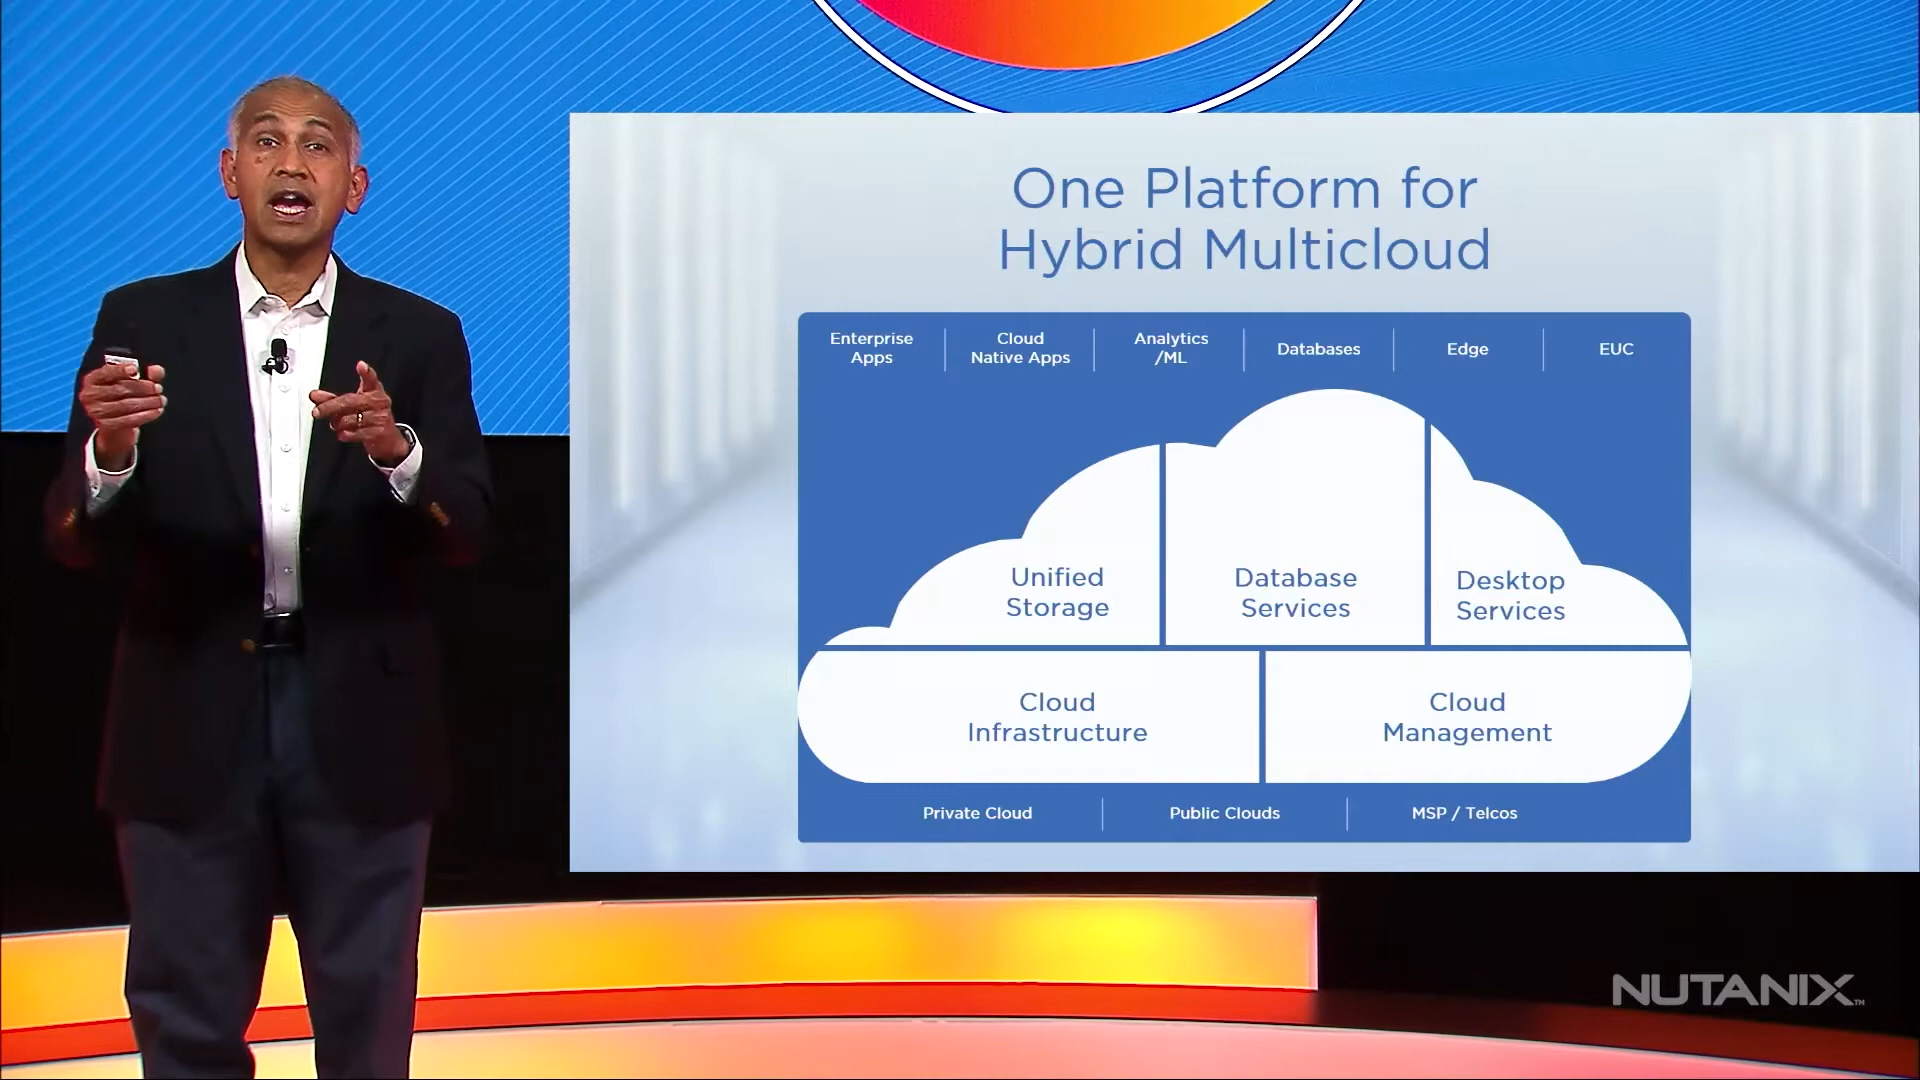 One Platform for
Hybrid Multicloud
Enterprise
Apps
Cloud
Native Apps
Analytics
/ML
Databases
Edge
EUC
Unified
Storage
Database
Services
Desktop
Services
Cloud
Infrastructure
Cloud
Management
Private Cloud
Public Clouds
MSP / Telcos
NUTANIX™